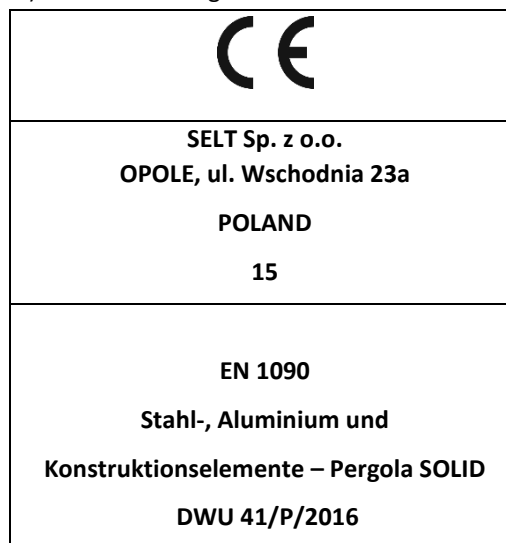 CE
SELT Sp. z o.o.
OPOLE, ul. Wschodnia 23a
POLAND
15
EN 1090
Stahl-, Aluminium und
Konstruktionselemente – Pergola SOLID
DWU 41/P/2016